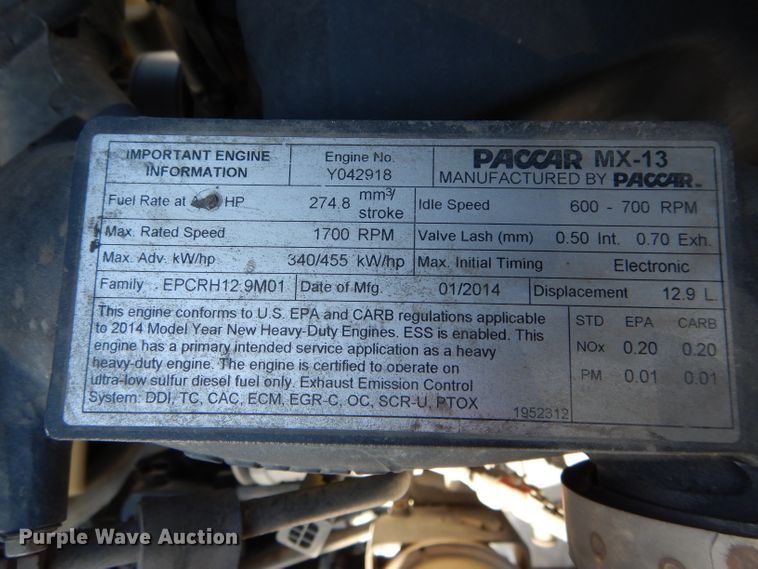 IMPORTANT ENGINE INFORMATION
Engine No. Y042918
PACCAR MX-13
MANUFACTURED BY PACCAR INC
Fuel Rate at HP 274.8 mm3/stroke
Idle Speed 600 - 700 RPM
Max. Rated Speed 1700 RPM
Valve Lash (mm) 0.50 Int. 0.70 Exh.
Max. Adv. kW/hp 340/455 kW/hp
Max. Initial Timing Electronic
Family EPCRH12.9M01
Date of Mfg. 01/2014
Displacement 12.9 L.
This engine conforms to U.S. EPA and CARB regulations applicable
to 2014 Model Year New Heavy-Duty Engines. ESS is enabled. This
engine has a primary intended service application as a heavy
heavy-duty engine. The engine is certified to operate on
ultra-low sulfur diesel fuel only. Exhaust Emission Control
System: DDI, TC, CAC, ECM, EGR-C, OC, SCR-U, PTOX
STD EPA CARB
NOx 0.20 0.20
PM 0.01 0.01
1952312
Purple Wave Auction